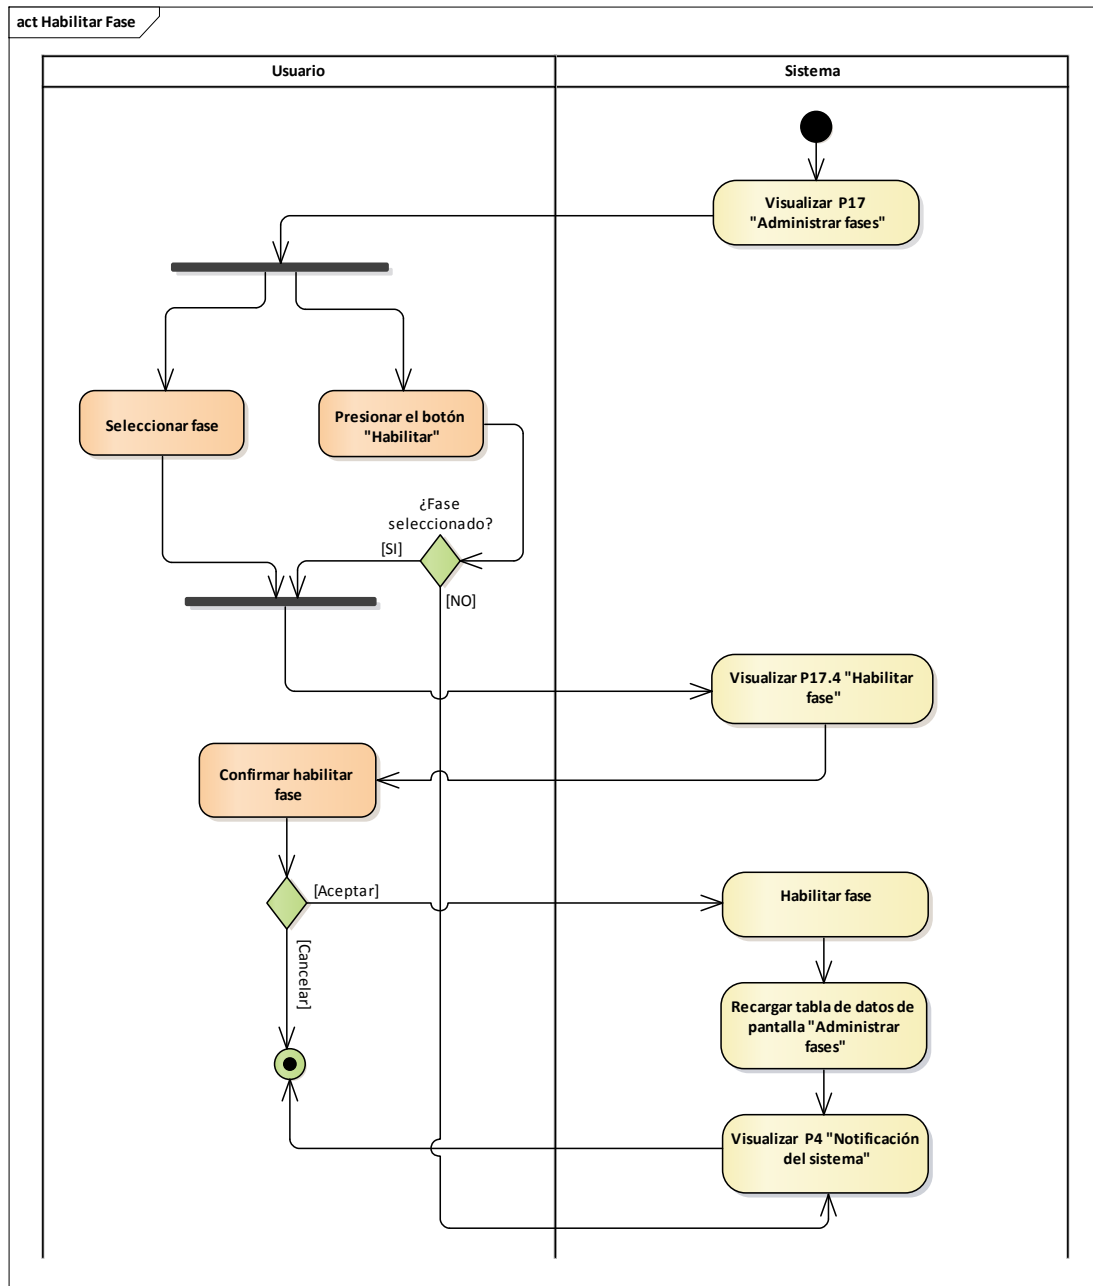 act Habilitar Fase
Usuario
Sistema
Visualizar P17
"Administrar fases"
Seleccionar fase
Presionar el botón
"Habilitar"
¿Fase
seleccionado?
[SI]
[NO]
Visualizar P17.4 "Habilitar
fase"
Confirmar habilitar
fase
[Aceptar]
[Cancelar]
Habilitar fase
Recargar tabla de datos de
pantalla "Administrar
fases"
Visualizar P4 "Notificación
del sistema"